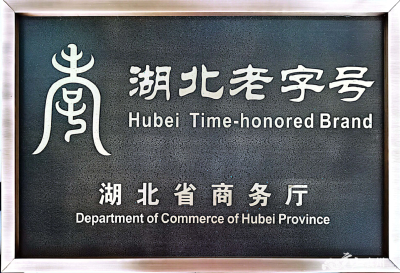 湖北老字号
Hubei Time-honored Brand
湖北省商务厅
Department of Commerce of Hubei Province